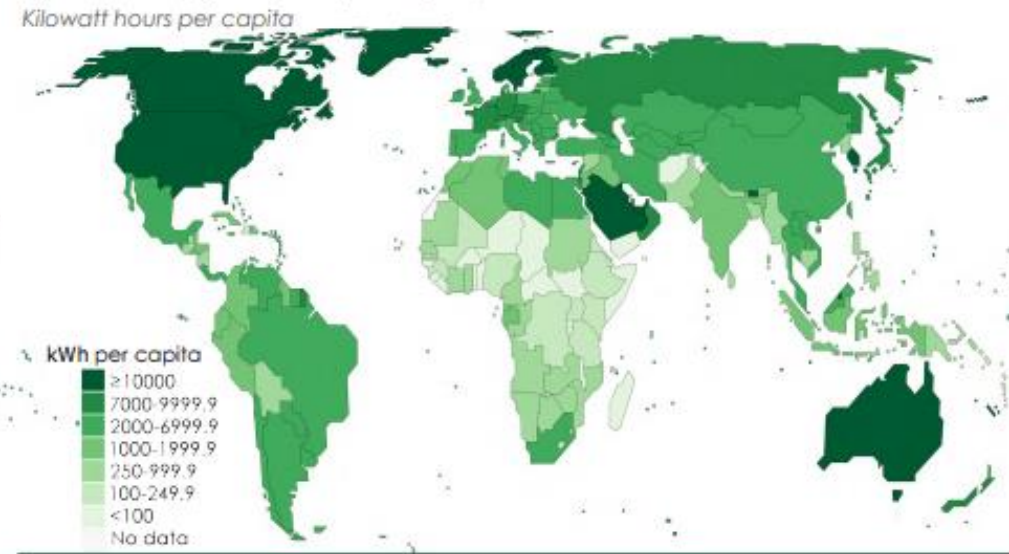 Kilowatt hours per capita
kWh per capita
≥10000
7000-9999.9
2000-6999.9
1000-1999.9
250-999.9
100-249.9
<100
No data